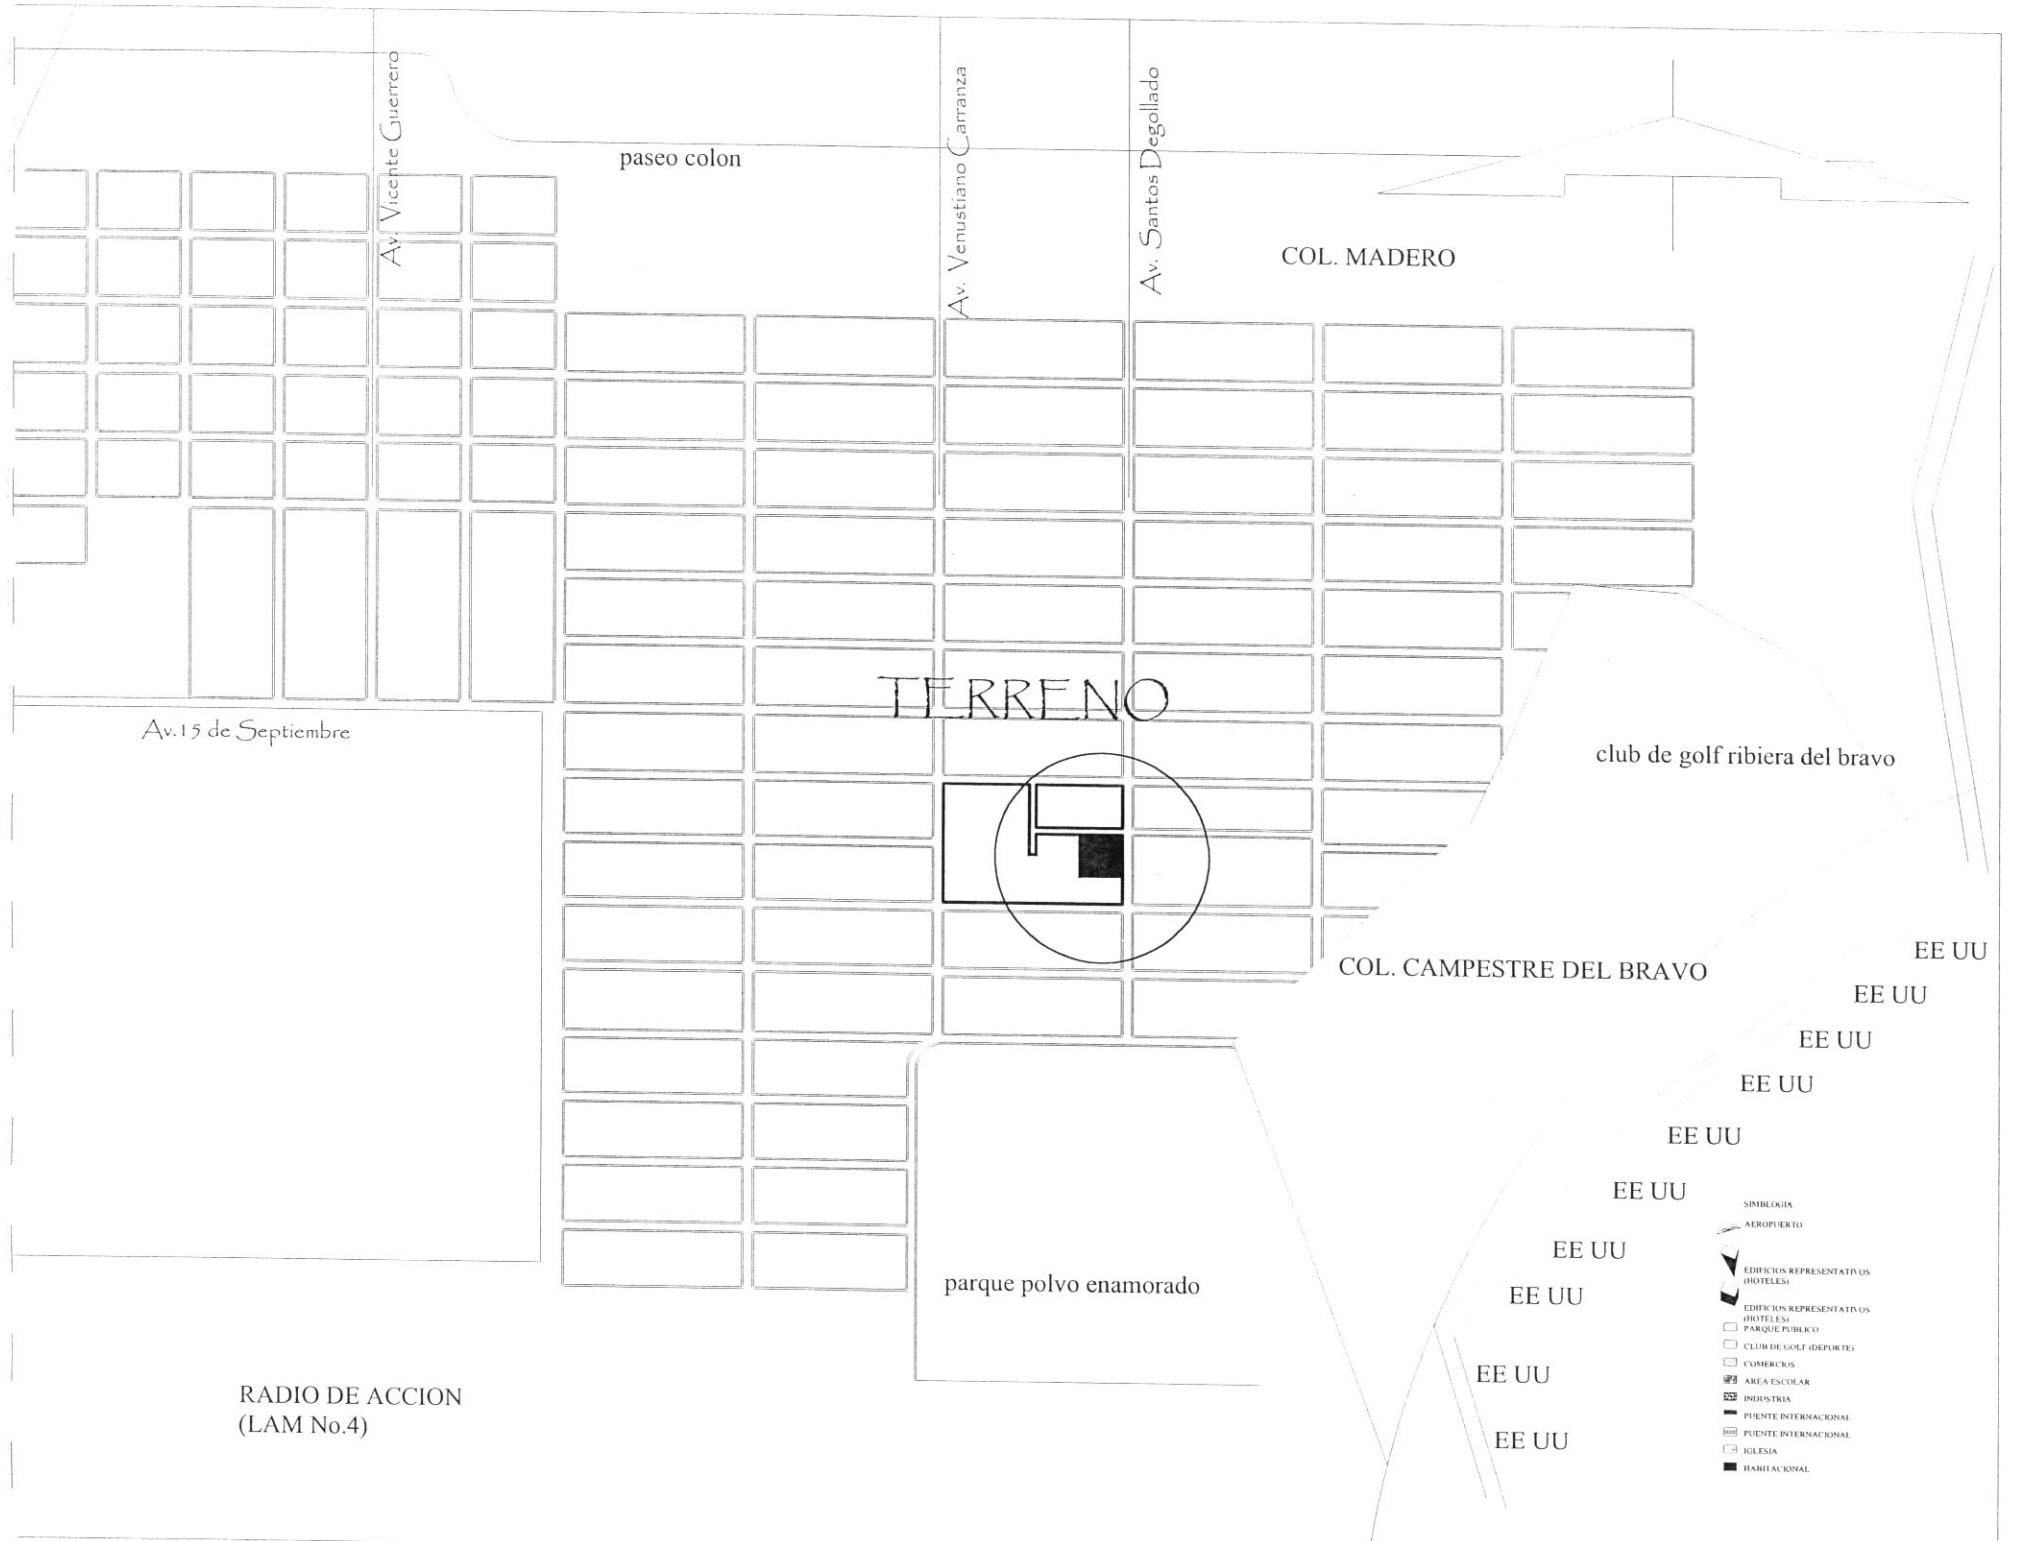 Av. Vicente Guerrero
paseo colon
Av. Venustiano Carranza
Av. Santos Degollado
COL. MADERO
TERRENO
Av.15 de Septiembre
club de golf ribiera del bravo
COL. CAMPESTRE DEL BRAVO
EE UU
EE UU
EE UU
EE UU
EE UU
EE UU
EE UU
EE UU
EE UU
EE UU
parque polvo enamorado
RADIO DE ACCION
(LAM No.4)
SIMBLOGIA
AEROPUERTO
EDIFICIOS REPRESENTATIVOS
(HOTELES)
EDIFICIOS REPRESENTATIVOS
(HOTELES)
PARQUE PUBLICO
CLUB DE GOLF (DEPORTE)
COMERCIOS
AREA ESCOLAR
INDUSTRIA
PUENTE INTERNACIONAL
PUENTE INTERNACIONAL
IGLESIA
HABITACIONAL